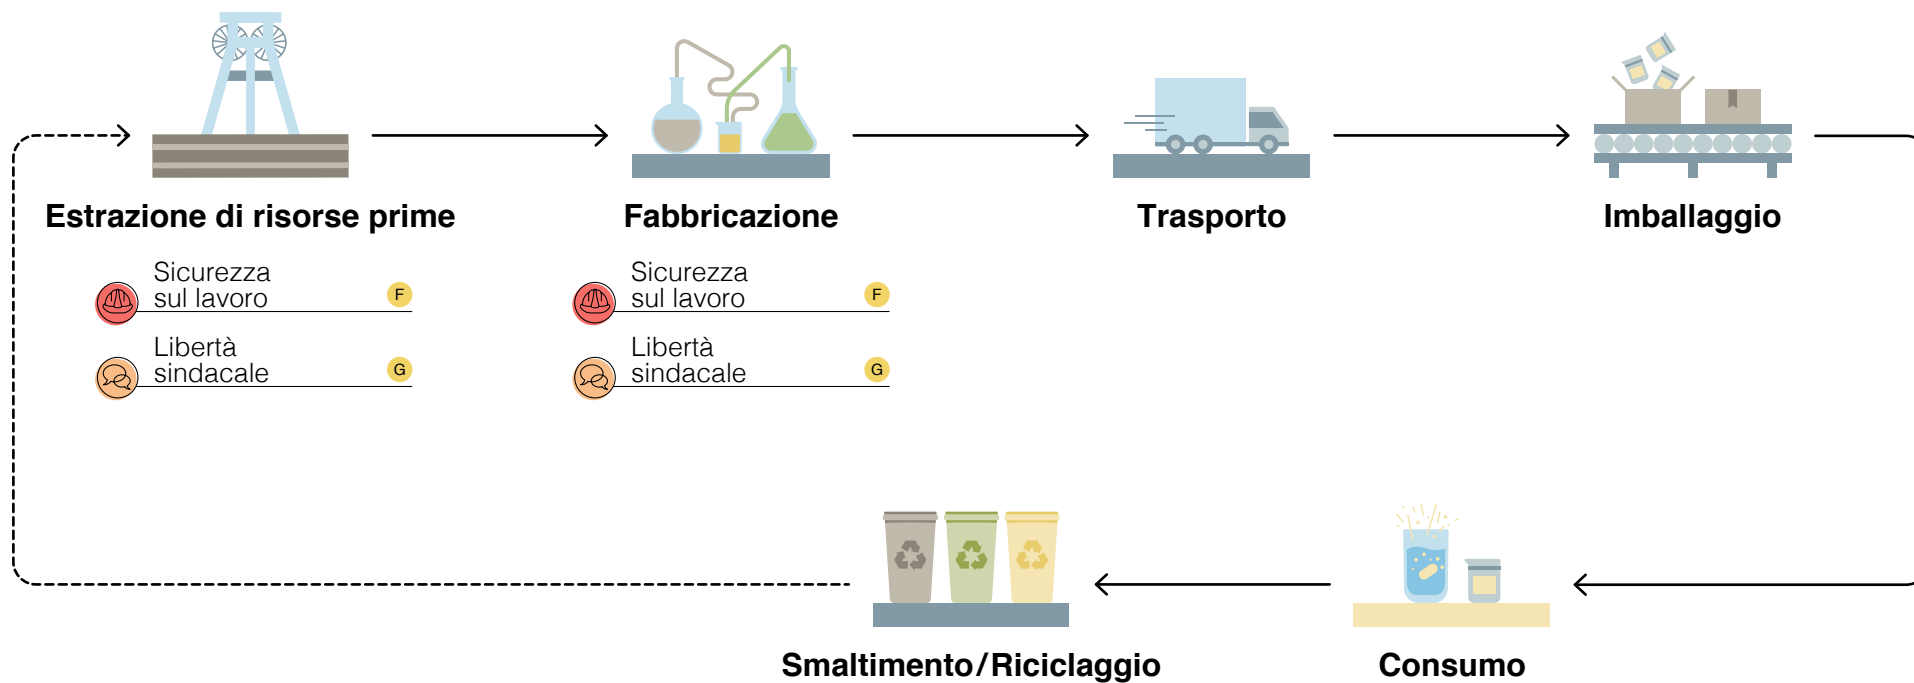 Estrazione di risorse prime
Fabbricazione
Trasporto
Imballaggio
Sicurezza
sul lavoro F
Libertà
sindacale G
Sicurezza
sul lavoro F
Libertà
sindacale G
Smaltimento/Riciclaggio
Consumo